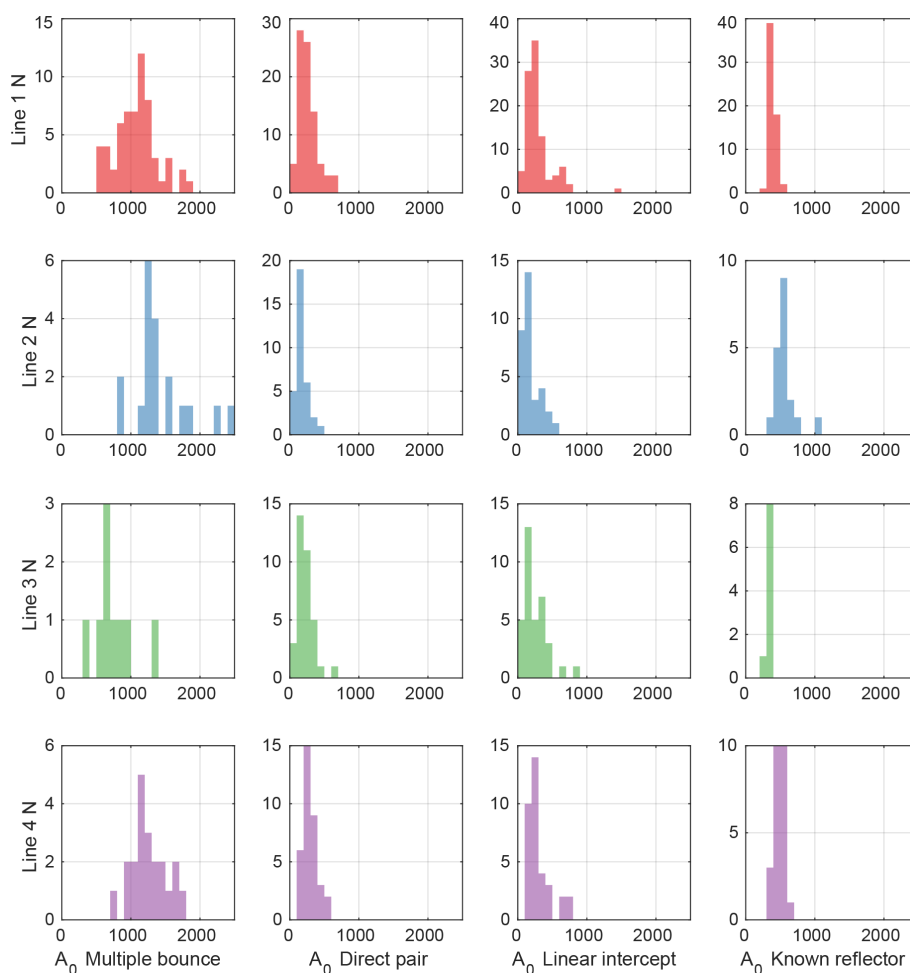 15 30 40 40
10 20 30 30
5 10 20 20
10 10
0 0 0 0
0 1000 2000 0 1000 2000 0 1000 2000 0 1000 2000
Line 1 N
6 20 15 10
4 15 10 5
2 10 5
5
0 0 0 0
0 1000 2000 0 1000 2000 0 1000 2000 0 1000 2000
Line 2 N
3 15 15 8
2 10 10 6
1 5 5 4
2
0 0 0 0
0 1000 2000 0 1000 2000 0 1000 2000 0 1000 2000
Line 3 N
6 15 15 10
4 10 10 5
2 5 5
0 0 0 0
0 1000 2000 0 1000 2000 0 1000 2000 0 1000 2000
Line 4 N
A0 Multiple bounce A0 Direct pair A0 Linear intercept A0 Known reflector